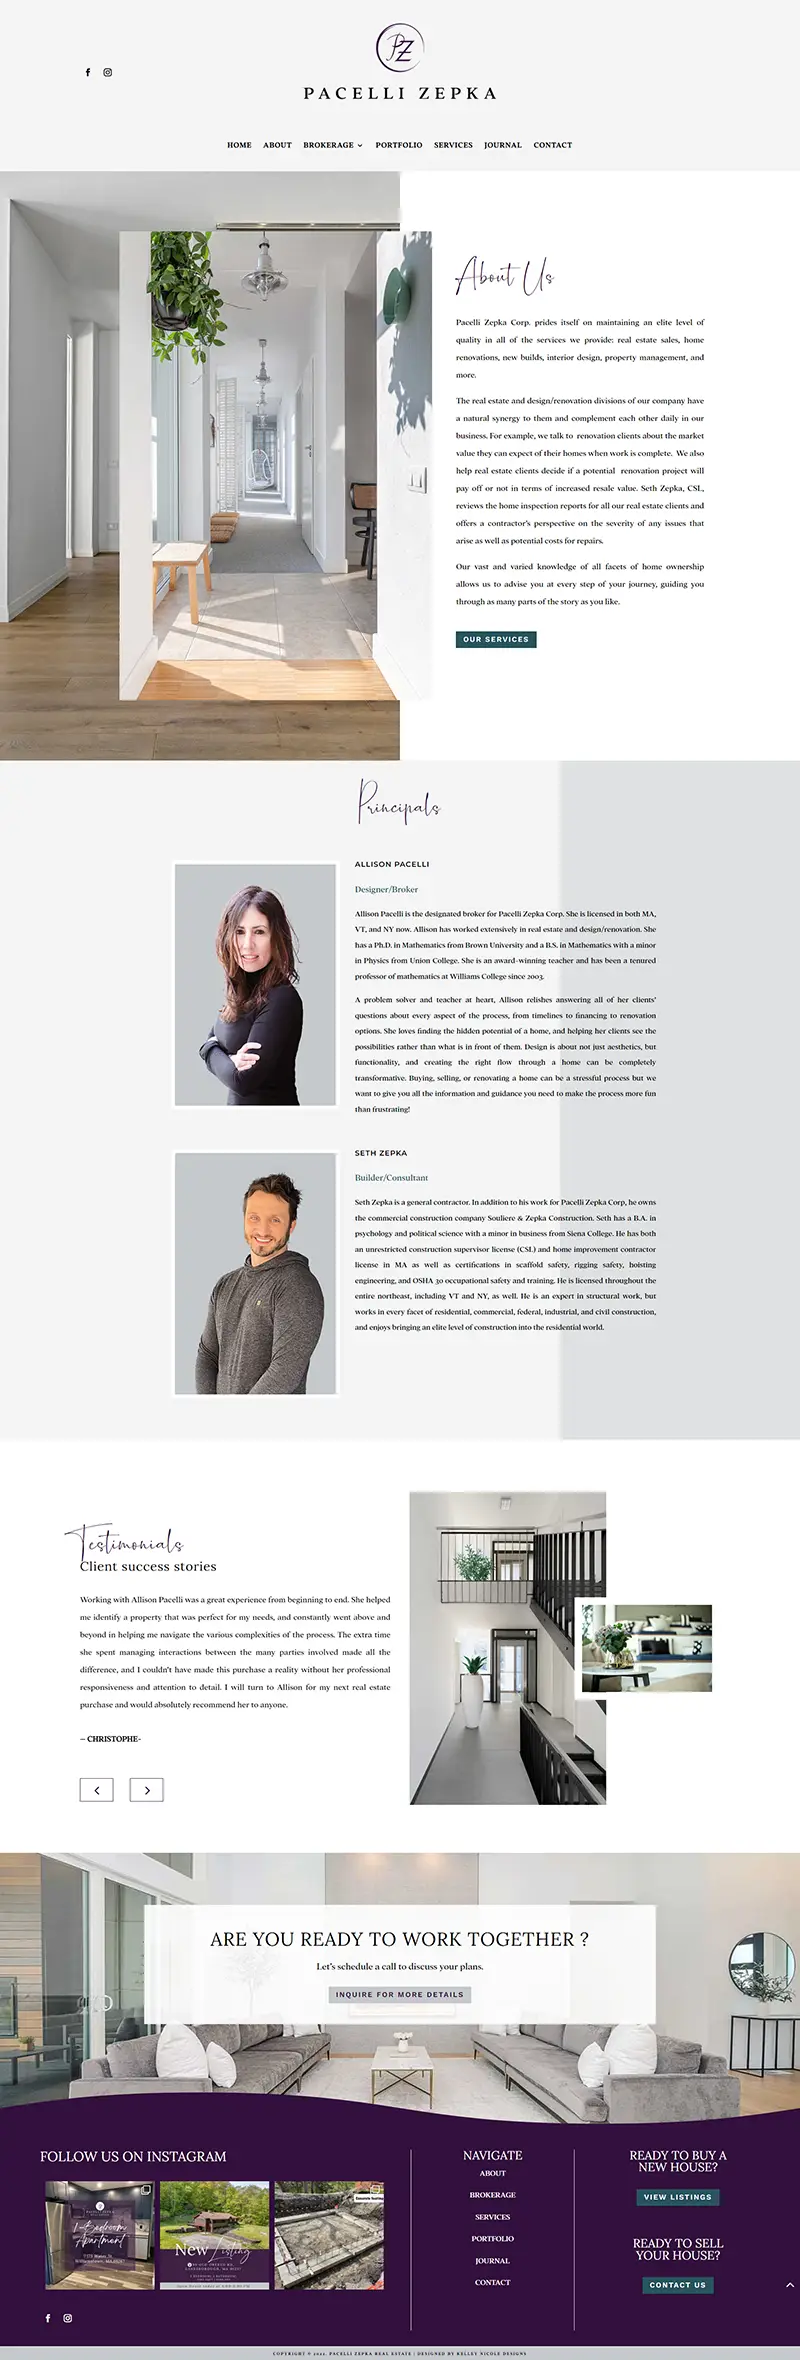 PZ
PACELLI ZEPKA
HOME ABOUT BROKERAGE PORTFOLIO SERVICES JOURNAL CONTACT
About Us
Pacelli Zepka Corp. prides itself on maintaining an elite level of
quality in all of the services we provide: real estate sales, home
renovations, new builds, interior design, property management, and
more.
The real estate and design/renovation divisions of our company have
a natural synergy to them and complement each other daily in our
business. For example, we talk to renovation clients about the market
value they can expect of their homes when work is complete. We also
help real estate clients decide if a potential renovation project will
pay off or not in terms of increased resale value. Seth Zepka, CSL,
reviews the home inspection reports for all our real estate clients and
offers a contractor's perspective on the severity of any issues that
arise as well as potential costs for repairs.
Our vast and varied knowledge of all facets of home ownership
allows us to advise you at every step of your journey, guiding you
through as many parts of the story as you like.
OUR SERVICES
Principals
ALLISON PACELLI
Designer/Broker
Allison Pacelli is the designated broker for Pacelli Zepka Corp. She is licensed in both MA,
VT, and NY now. Allison has worked extensively in real estate and design/renovation. She
has a Ph.D. in Mathematics from Brown University and a B.S. in Mathematics with a minor
in Physics from Union College. She is an award-winning teacher and has been a tenured
professor of mathematics at Williams College since 2003.
A problem solver and teacher at heart, Allison relishes answering all of her clients'
questions about every aspect of the process, from timelines to financing to renovation
options. She loves finding the hidden potential of a home, and helping her clients see the
possibilities rather than what is in front of them. Design is about not just aesthetics, but
functionality, and creating the right flow through a home can be completely
transformative. Buying, selling, or renovating a home can be a stressful process but we
want to give you all the information and guidance you need to make the process more fun
than frustrating!
SETH ZEPKA
Builder/Consultant
Seth Zepka is a general contractor. In addition to his work for Pacelli Zepka Corp, he owns
the commercial construction company Souliere & Zepka Construction. Seth has a B.A. in
psychology and political science with a minor in business from Siena College. He has both
an unrestricted construction supervisor license (CSL) and home improvement contractor
license in MA as well as certifications in scaffold safety, rigging safety, hoisting
engineering, and OSHA 30 occupational safety and training. He is licensed throughout the
entire northeast, including VT and NY, as well. He is an expert in structural work, but
works in every facet of residential, commercial, federal, industrial, and civil construction,
and enjoys bringing an elite level of construction into the residential world.
Testimonials
Client success stories
Working with Allison Pacelli was a great experience from beginning to end. She helped
me identify a property that was perfect for my needs, and constantly went above and
beyond in helping me navigate the various complexities of the process. The extra time
she spent managing interactions between the many parties involved made all the
difference, and I couldn't have made this purchase a reality without her professional
responsiveness and attention to detail. I will turn to Allison for my next real estate
purchase and would absolutely recommend her to anyone.
– CHRISTOPHE-
ARE YOU READY TO WORK TOGETHER ?
Let's schedule a call to discuss your plans.
INQUIRE FOR MORE DETAILS
FOLLOW US ON INSTAGRAM
1-Bedroom
Apartment
New Listing
NAVIGATE
ABOUT
BROKERAGE
SERVICES
PORTFOLIO
JOURNAL
CONTACT
READY TO BUY A
NEW HOUSE?
VIEW LISTINGS
READY TO SELL
YOUR HOUSE?
CONTACT US
COPYRIGHT © 2022. PACELLI ZEPKA REAL ESTATE | DESIGNED BY KELLEY NICOLE DESIGNS